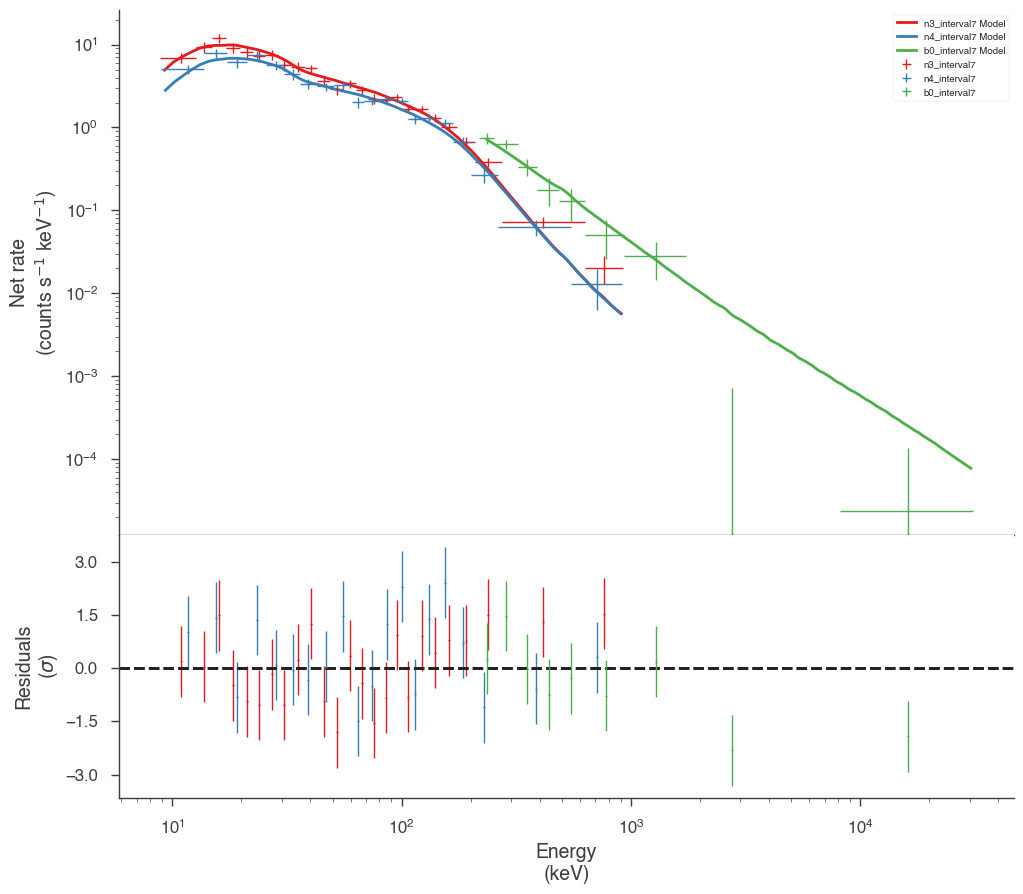 n3_interval7 Model
n4_interval7 Model
b0_interval7 Model
n3_interval7
n4_interval7
b0_interval7
10¹
10⁰
10⁻¹
10⁻²
10⁻³
10⁻⁴
Net rate
(counts s⁻¹ keV⁻¹)
3.0
1.5
0.0
−1.5
−3.0
Residuals
(σ)
10¹ 10² 10³ 10⁴
Energy
(keV)